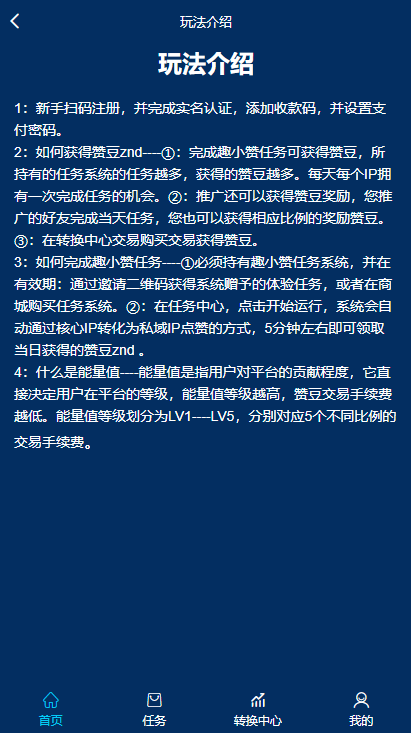 玩法介绍
玩法介绍
1：新手扫码注册，并完成实名认证，添加收款码，并设置支
付密码。
2：如何获得赞豆znd----①：完成趣小赞任务可获得赞豆，所
持有的任务系统的任务越多，获得的赞豆越多。每天每个IP拥
有一次完成任务的机会。②：推广还可以获得赞豆奖励，您推
广的好友完成当天任务，您也可以获得相应比例的奖励赞豆。
③：在转换中心交易购买交易获得赞豆。
3：如何完成趣小赞任务----①必须持有趣小赞任务系统，并在
有效期：通过邀请二维码获得系统赠予的体验任务，或者在商
城购买任务系统。②：在任务中心，点击开始运行，系统会自
动通过核心IP转化为私域IP点赞的方式，5分钟左右即可领取
当日获得的赞豆znd 。
4：什么是能量值----能量值是指用户对平台的贡献程度，它直
接决定用户在平台的等级，能量值等级越高，赞豆交易手续费
越低。能量值等级划分为LV1----LV5，分别对应5个不同比例的
交易手续费。
首页 任务 转换中心 我的